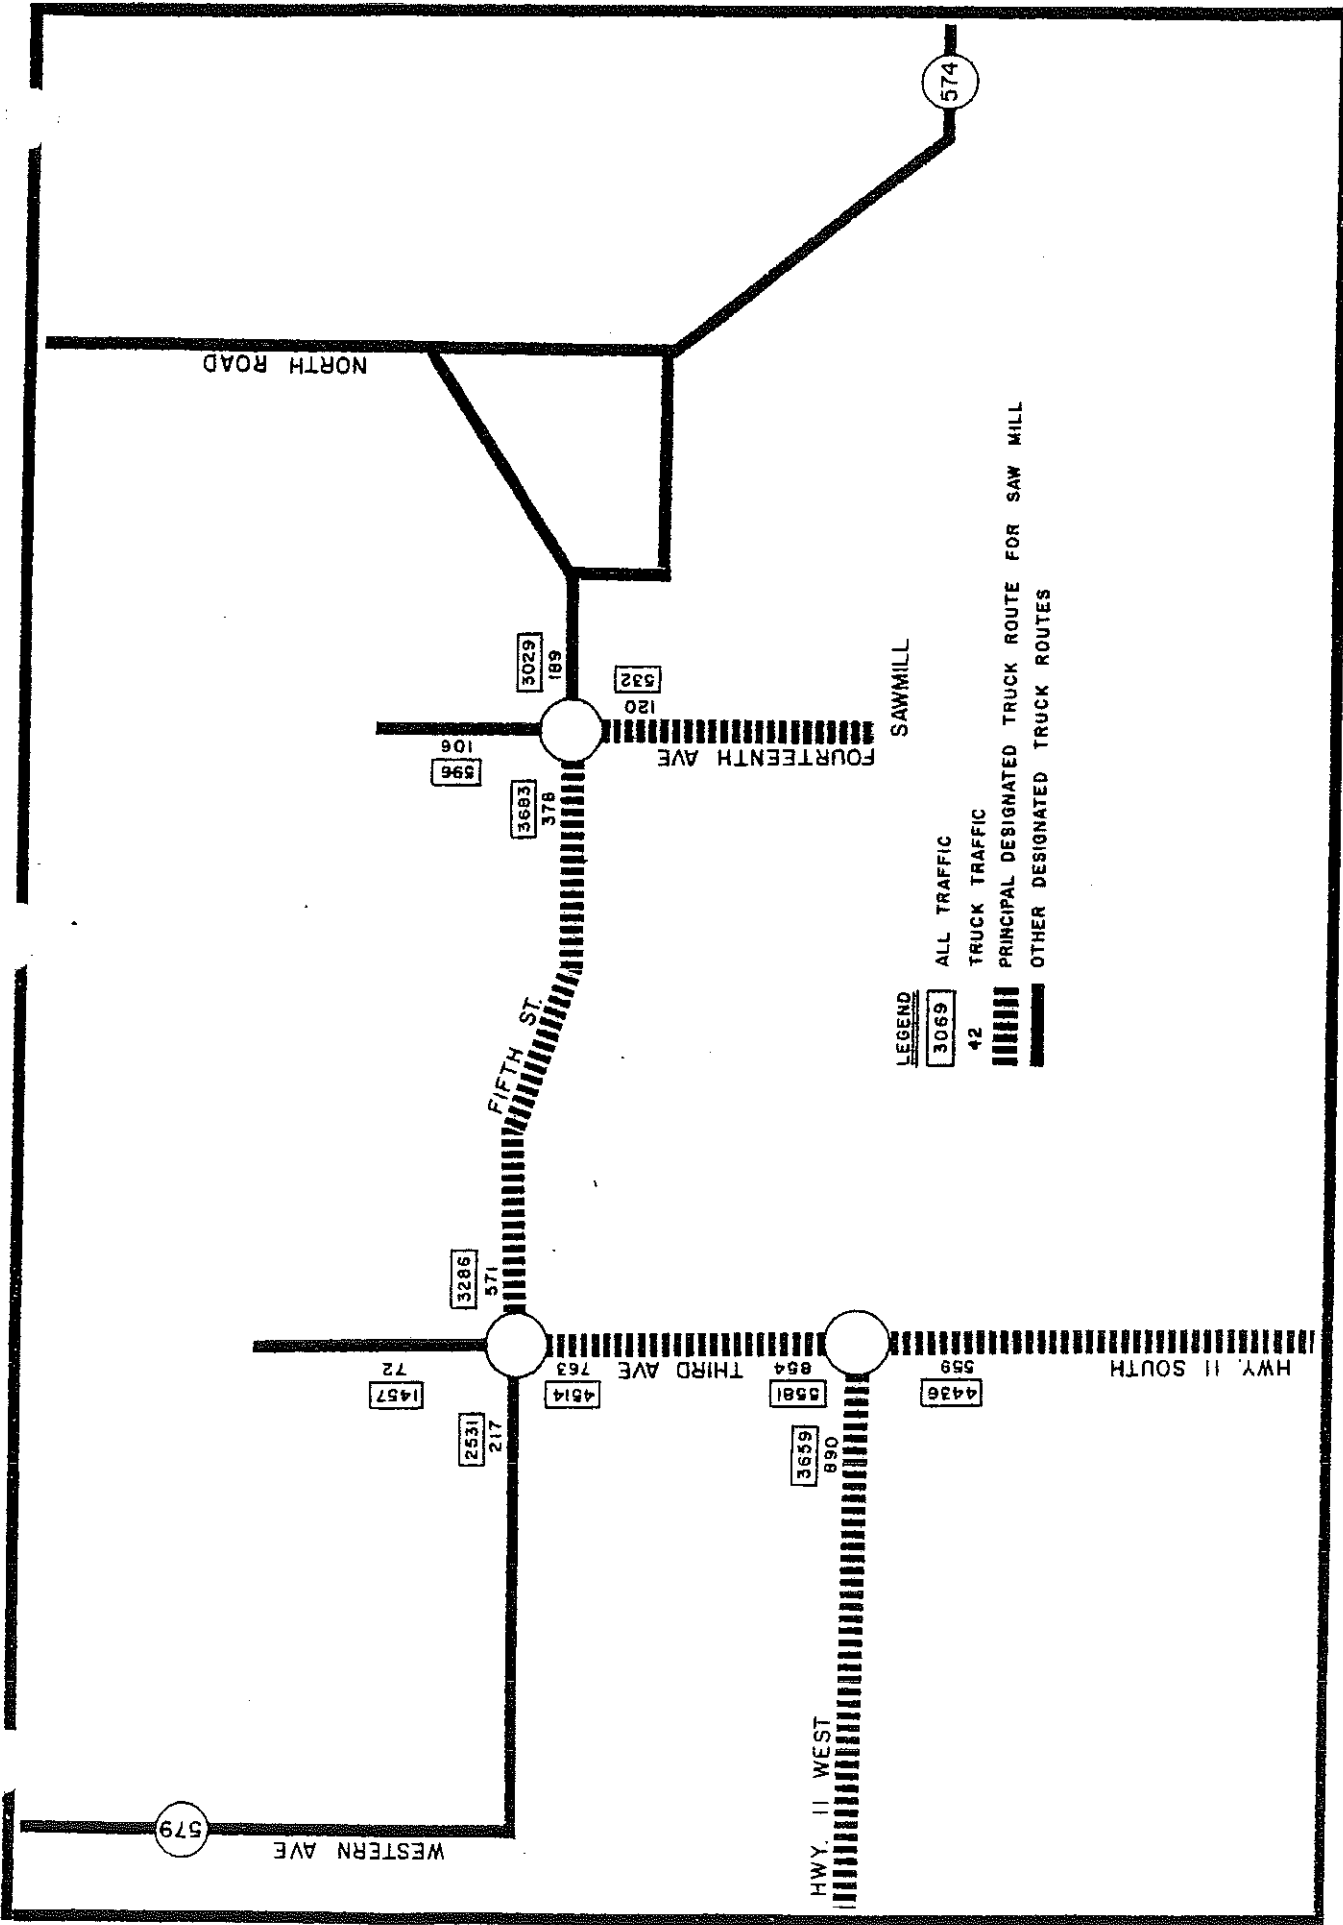 574
NORTH ROAD
3029
189
532
120
SAWMILL
FOURTEENTH AVE
106
596
3683
378
FIFTH ST.
3286
571
72
1457
2531
217
763
4514
THIRD AVE
854
5581
3659
890
559
4436
HWY. 11 SOUTH
HWY. 11 WEST
579
WESTERN AVE
LEGEND
3069 ALL TRAFFIC
42 TRUCK TRAFFIC
PRINCIPAL DESIGNATED TRUCK ROUTE FOR SAW MILL
OTHER DESIGNATED TRUCK ROUTES